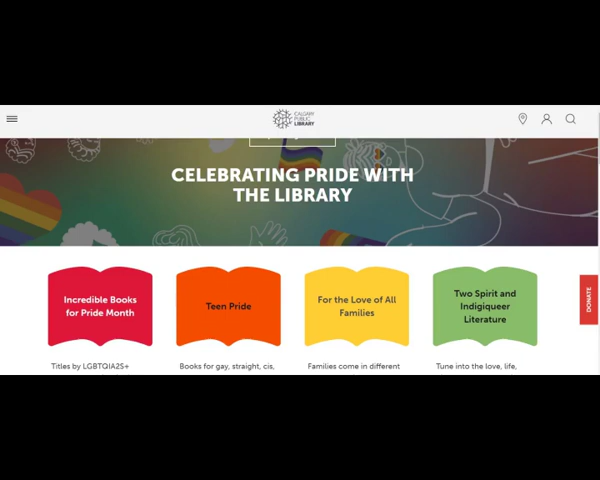 CALGARY
PUBLIC
LIBRARY
CELEBRATING PRIDE WITH
THE LIBRARY
Incredible Books
for Pride Month
Teen Pride
For the Love of All
Families
Two Spirit and
Indigiqueer
Literature
DONATE
Titles by LGBTQIA2S+
Books for gay, straight, cis,
Families come in different
Tune into the love, life,